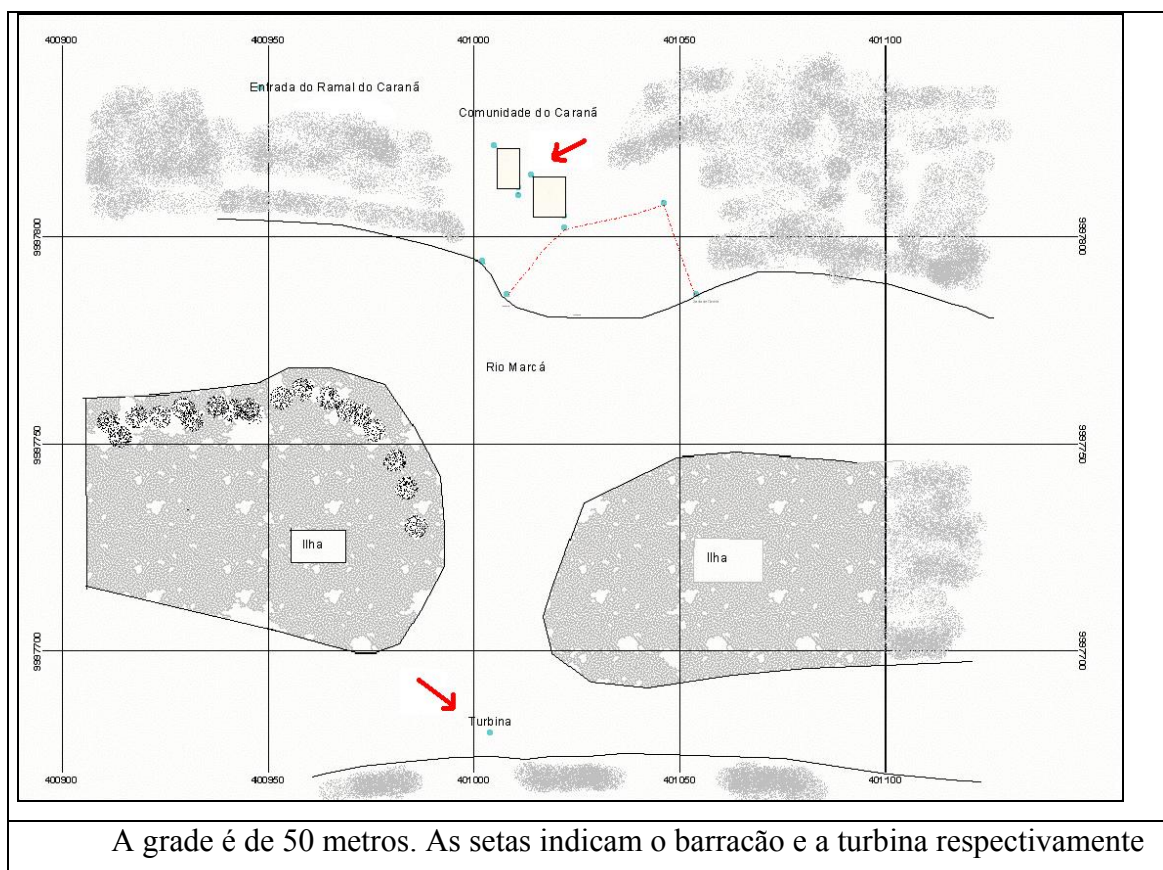 400900 400950 401000 401050 401100
Entrada do Ramal do Caranã
Comunidade do Caranã
9997800 9997800
Rio Marcá
9997750 9997750
Ilha
Ilha
9997700 9997700
Turbina
400900 400950 401000 401050 401100
A grade é de 50 metros. As setas indicam o barracão e a turbina respectivamente